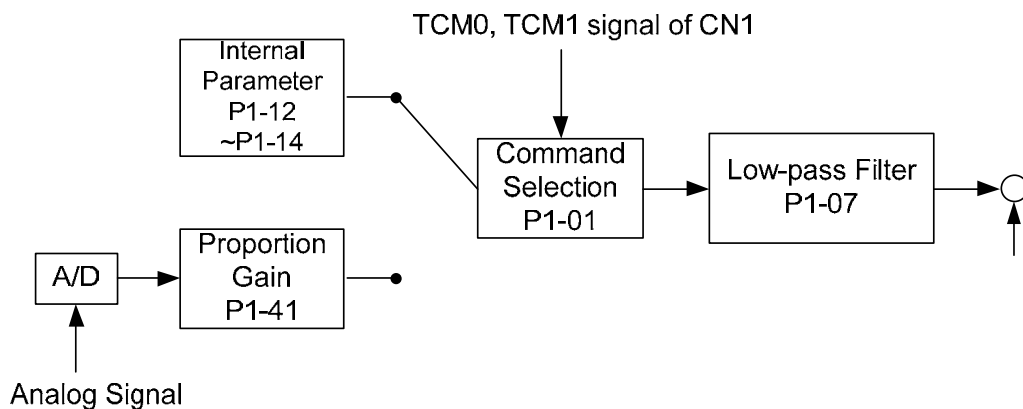 TCM0, TCM1 signal of CN1
Internal
Parameter
P1-12
~P1-14
Command
Selection
P1-01
Low-pass Filter
P1-07
A/D
Proportion
Gain
P1-41
Analog Signal